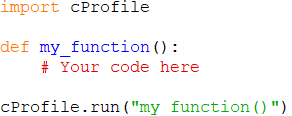 import cProfile
def my_function():
    # Your code here
cProfile.run("my function()")